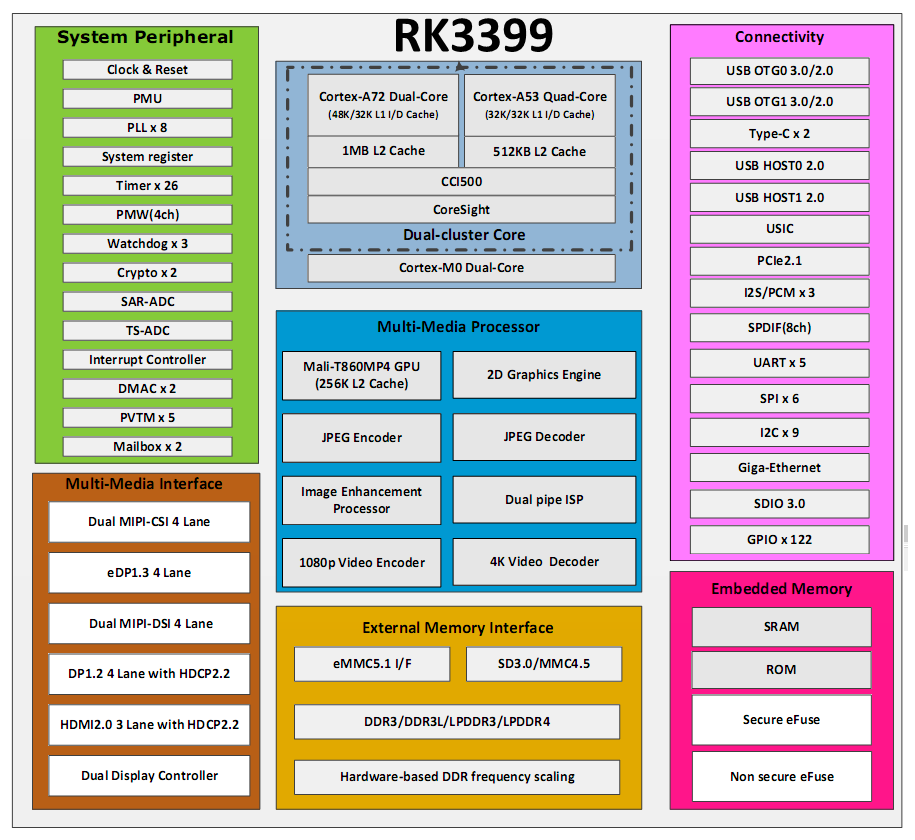 RK3399
System Peripheral
Clock & Reset
PMU
PLL x 8
System register
Timer x 26
PMW(4ch)
Watchdog x 3
Crypto x 2
SAR-ADC
TS-ADC
Interrupt Controller
DMAC x 2
PVTM x 5
Mailbox x 2
Multi-Media Interface
Dual MIPI-CSI 4 Lane
eDP1.3 4 Lane
Dual MIPI-DSI 4 Lane
DP1.2 4 Lane with HDCP2.2
HDMI2.0 3 Lane with HDCP2.2
Dual Display Controller
Cortex-A72 Dual-Core
(48K/32K L1 I/D Cache)
1MB L2 Cache
Cortex-A53 Quad-Core
(32K/32K L1 I/D Cache)
512KB L2 Cache
CCI500
CoreSight
Dual-cluster Core
Cortex-M0 Dual-Core
Multi-Media Processor
Mali-T860MP4 GPU
(256K L2 Cache)
2D Graphics Engine
JPEG Encoder
JPEG Decoder
Image Enhancement
Processor
Dual pipe ISP
1080p Video Encoder
4K Video Decoder
External Memory Interface
eMMC5.1 I/F
SD3.0/MMC4.5
DDR3/DDR3L/LPDDR3/LPDDR4
Hardware-based DDR frequency scaling
Connectivity
USB OTG0 3.0/2.0
USB OTG1 3.0/2.0
Type-C x 2
USB HOST0 2.0
USB HOST1 2.0
USIC
PCIe2.1
I2S/PCM x 3
SPDIF(8ch)
UART x 5
SPI x 6
I2C x 9
Giga-Ethernet
SDIO 3.0
GPIO x 122
Embedded Memory
SRAM
ROM
Secure eFuse
Non secure eFuse